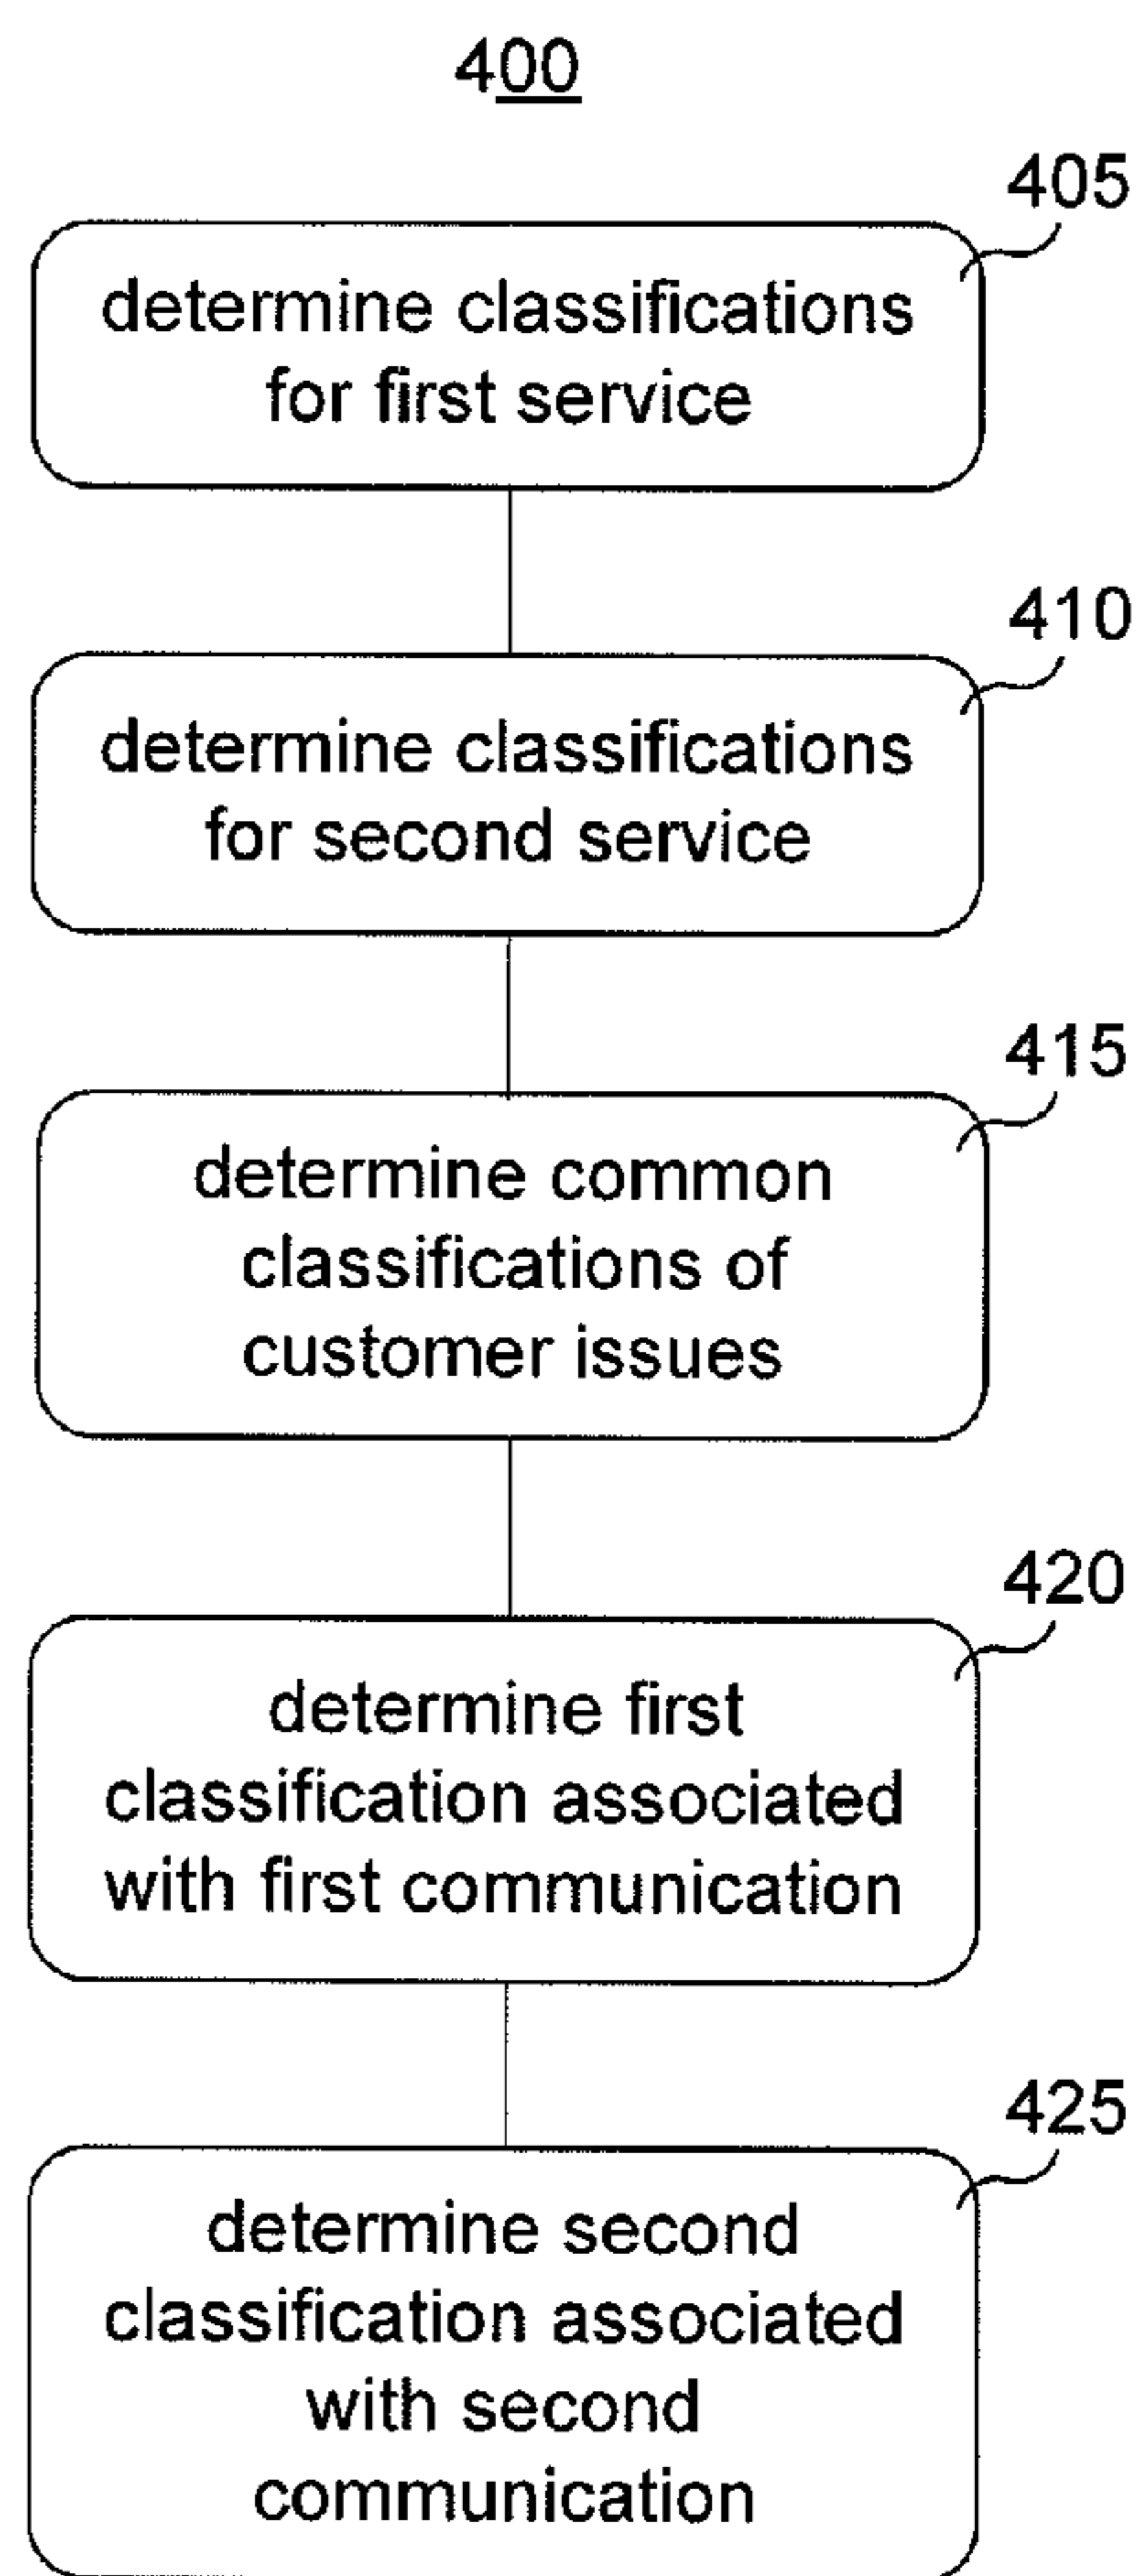 400
405
determine classifications
for first service
410
determine classifications
for second service
415
determine common
classifications of
customer issues
420
determine first
classification associated
with first communication
425
determine second
classification associated
with second
communication